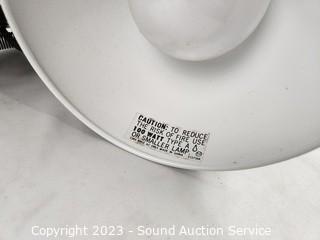 CAUTION: TO REDUCE
THE RISK OF FIRE USE
100 WATT TYPE A
OR SMALLER LAMP
Copyright 2023 - Sound Auction Service